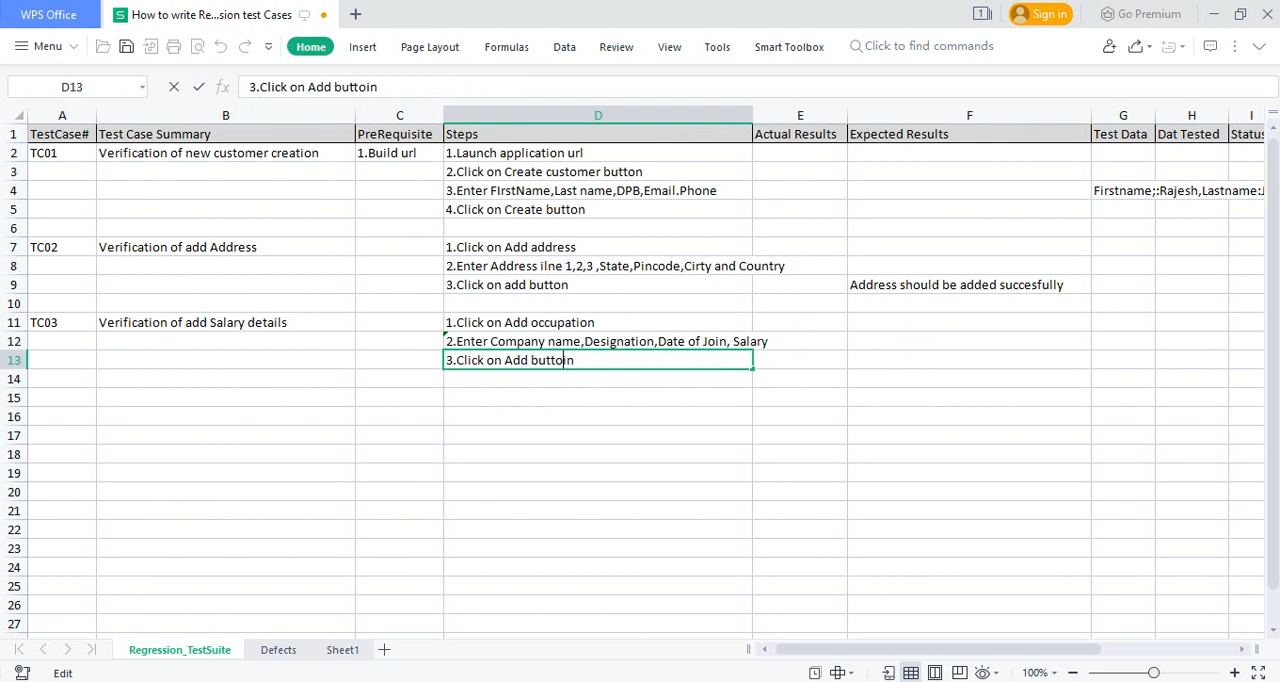 WPS Office
How to write Re...sion test Cases
Sign in
Go Premium
Menu
Home
Insert
Page Layout
Formulas
Data
Review
View
Tools
Smart Toolbox
Click to find commands
D13
fx
3.Click on Add buttoin
A B C D E F G H I
1 TestCase# Test Case Summary PreRequisite Steps Actual Results Expected Results Test Data Dat Tested Status
2 TC01 Verification of new customer creation 1.Build url 1.Launch application url
3 2.Click on Create customer button
4 3.Enter FIrstName,Last name,DPB,Email.Phone Firstname;:Rajesh,Lastname:J
5 4.Click on Create button
6
7 TC02 Verification of add Address 1.Click on Add address
8 2.Enter Address ilne 1,2,3 ,State,Pincode,Cirty and Country
9 3.Click on add button Address should be added succesfully
10
11 TC03 Verification of add Salary details 1.Click on Add occupation
12 2.Enter Company name,Designation,Date of Join, Salary
13 3.Click on Add buttoin
14
15
16
17
18
19
20
21
22
23
24
25
26
27
Regression_TestSuite
Defects
Sheet1
Edit
100%